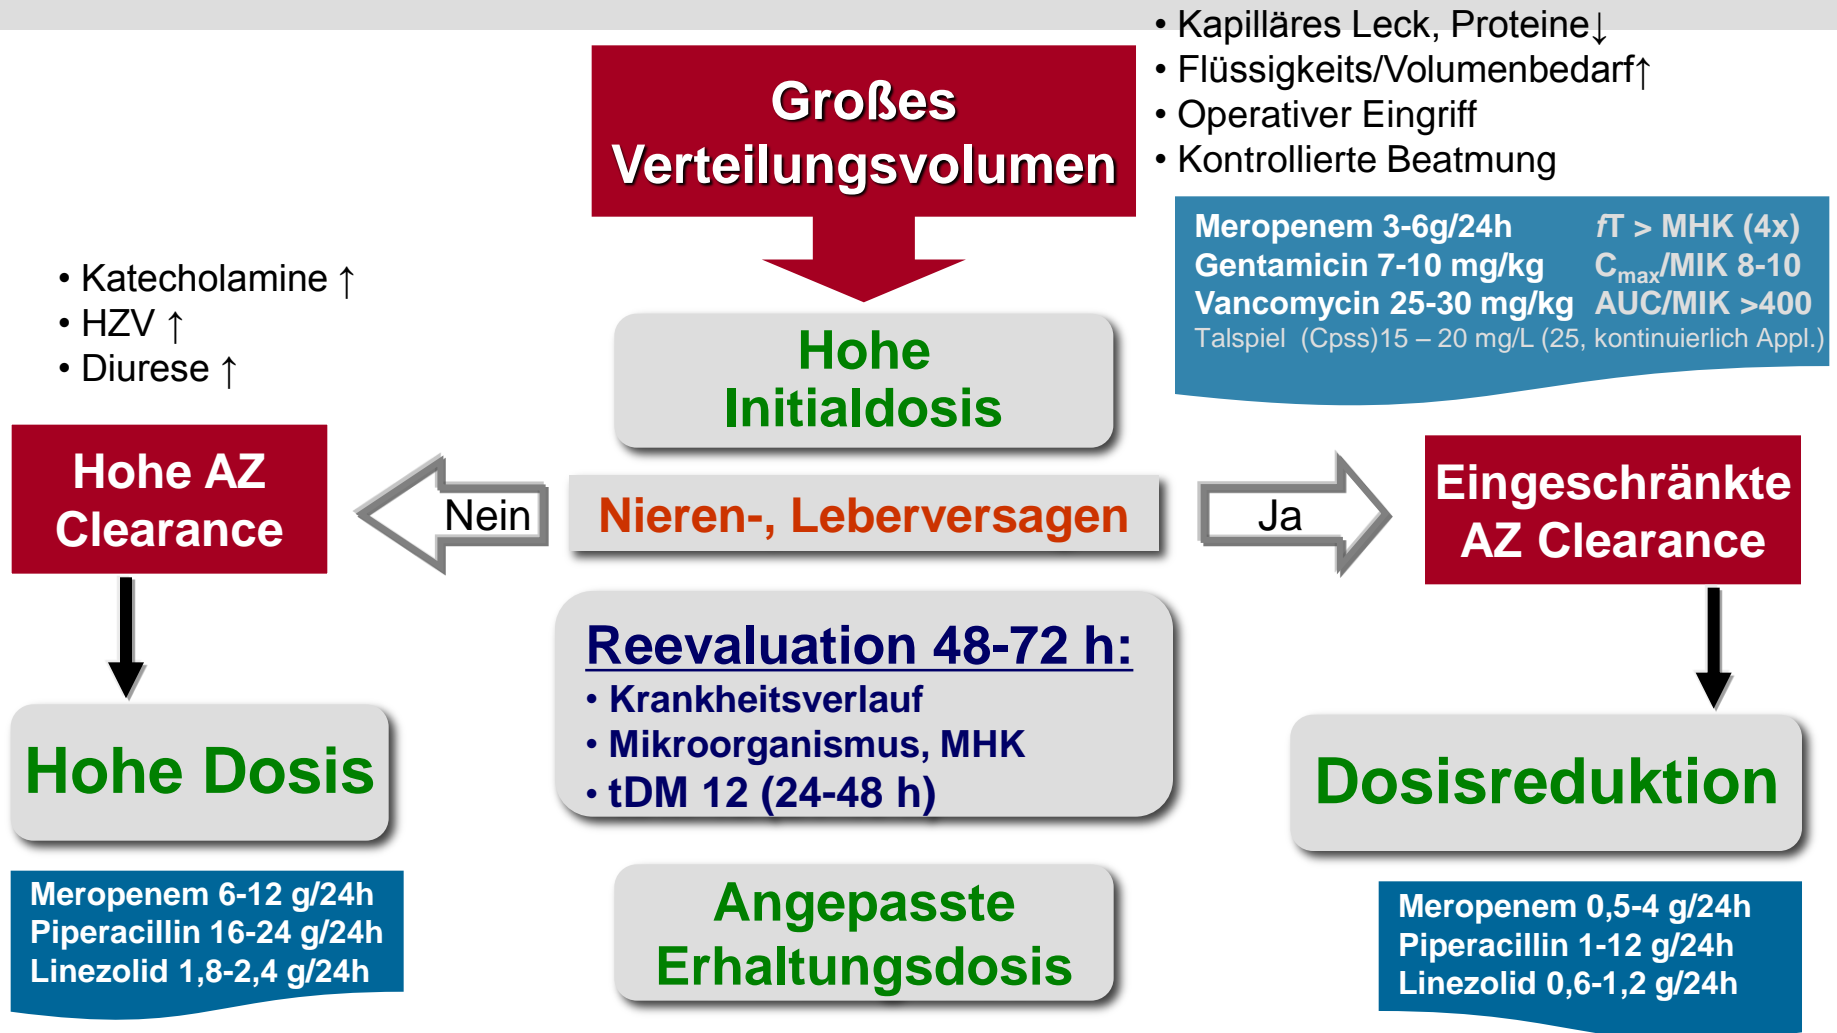 • Kapilläres Leck, Proteine↓
• Flüssigkeits/Volumenbedarf↑
• Operativer Eingriff
• Kontrollierte Beatmung
Großes
Verteilungsvolumen
Meropenem 3-6g/24h fT > MHK (4x)
Gentamicin 7-10 mg/kg Cmax/MIK 8-10
Vancomycin 25-30 mg/kg AUC/MIK >400
Talspiel (Cpss)15 – 20 mg/L (25, kontinuierlich Appl.)
• Katecholamine ↑
• HZV ↑
• Diurese ↑
Hohe
Initialdosis
Hohe AZ
Clearance
Nein
Nieren-, Leberversagen
Ja
Eingeschränkte
AZ Clearance
Reevaluation 48-72 h:
• Krankheitsverlauf
• Mikroorganismus, MHK
• tDM 12 (24-48 h)
Hohe Dosis
Dosisreduktion
Meropenem 6-12 g/24h
Piperacillin 16-24 g/24h
Linezolid 1,8-2,4 g/24h
Angepasste
Erhaltungsdosis
Meropenem 0,5-4 g/24h
Piperacillin 1-12 g/24h
Linezolid 0,6-1,2 g/24h